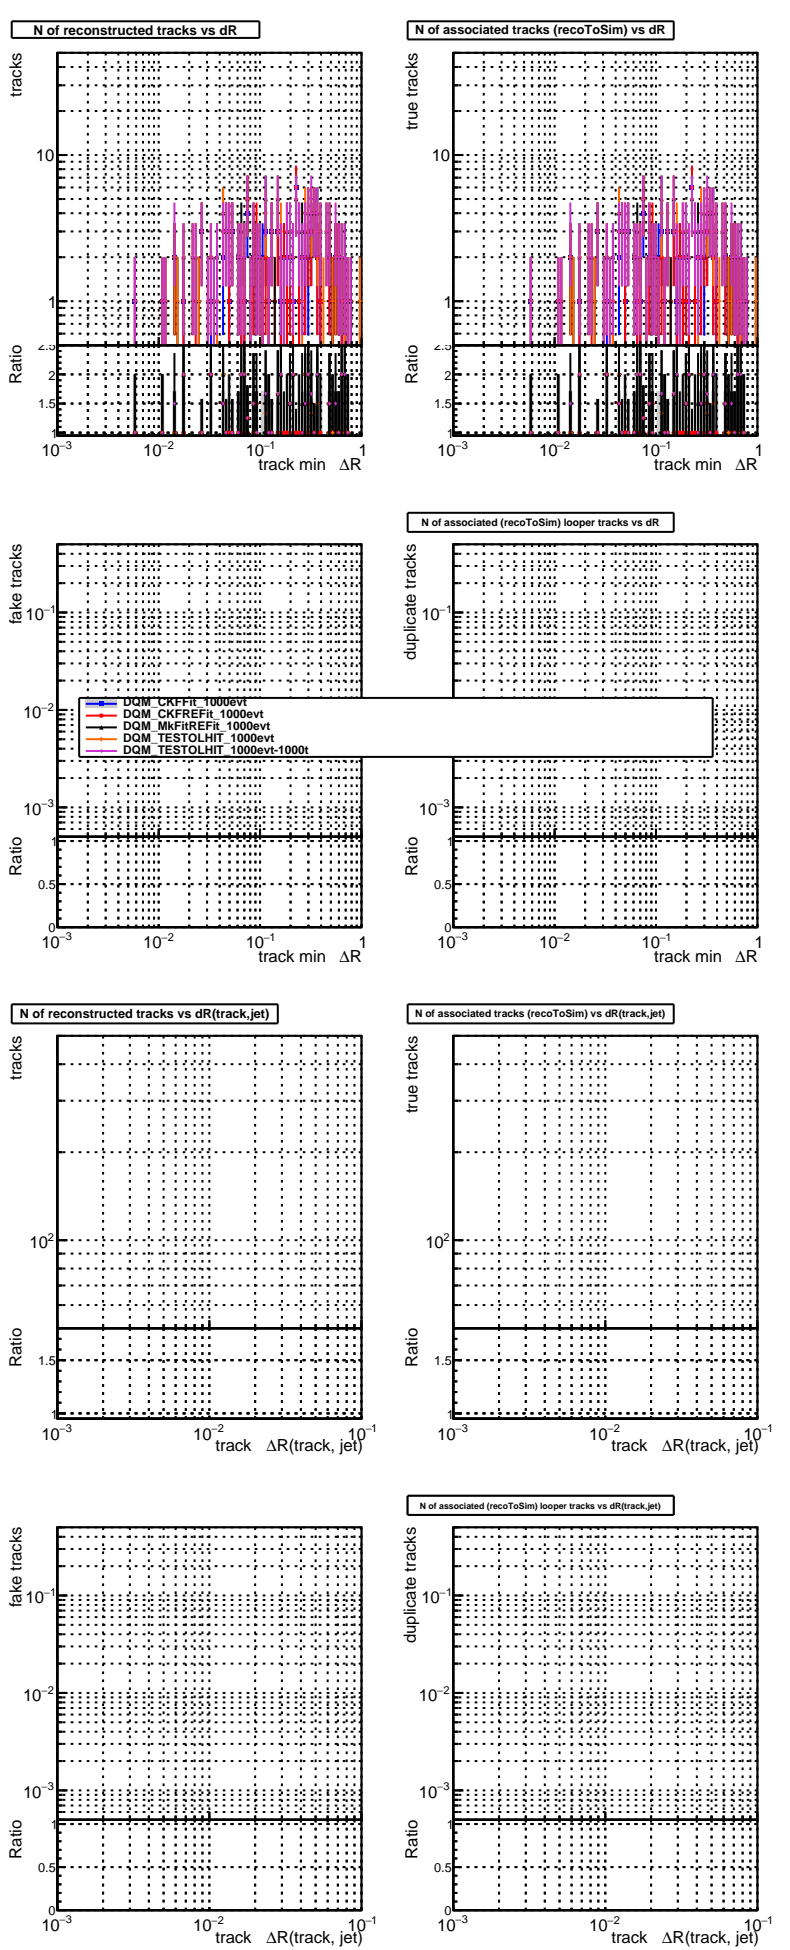 N of reconstructed tracks vs dR
N of associated tracks (recoToSim) vs dR
tracks
10
1
Ratio
2.5
2
1.5
1
10−3
10−2
10−1
1
track min ΔR
true tracks
10
1
Ratio
2.5
2
1.5
1
10−3
10−2
10−1
1
track min ΔR
N of associated (recoToSim) looper tracks vs dR
fake tracks
10−1
10−2
10−3
Ratio
1
0.5
0
10−3
10−2
10−1
1
track min ΔR
duplicate tracks
10−1
10−3
Ratio
1
0.5
0
10−3
10−2
10−1
1
track min ΔR
DQM_CKFFit_1000evt
DQM_CKFREFit_1000evt
DQM_MkFitREFit_1000evt
DQM_TESTOLHIT_1000evt
DQM_TESTOLHIT_1000evt-1000t
N of reconstructed tracks vs dR(track,jet)
N of associated tracks (recoToSim) vs dR(track,jet)
tracks
102
Ratio
1.5
1
10−3
10−2
10−1
track ΔR(track, jet)
true tracks
102
Ratio
1.5
1
10−3
10−2
10−1
track ΔR(track, jet)
N of associated (recoToSim) looper tracks vs dR(track,jet)
fake tracks
10−1
10−2
10−3
Ratio
1
0.5
0
10−3
10−2
10−1
track ΔR(track, jet)
duplicate tracks
10−1
10−2
10−3
Ratio
1
0.5
0
10−3
10−2
10−1
track ΔR(track, jet)